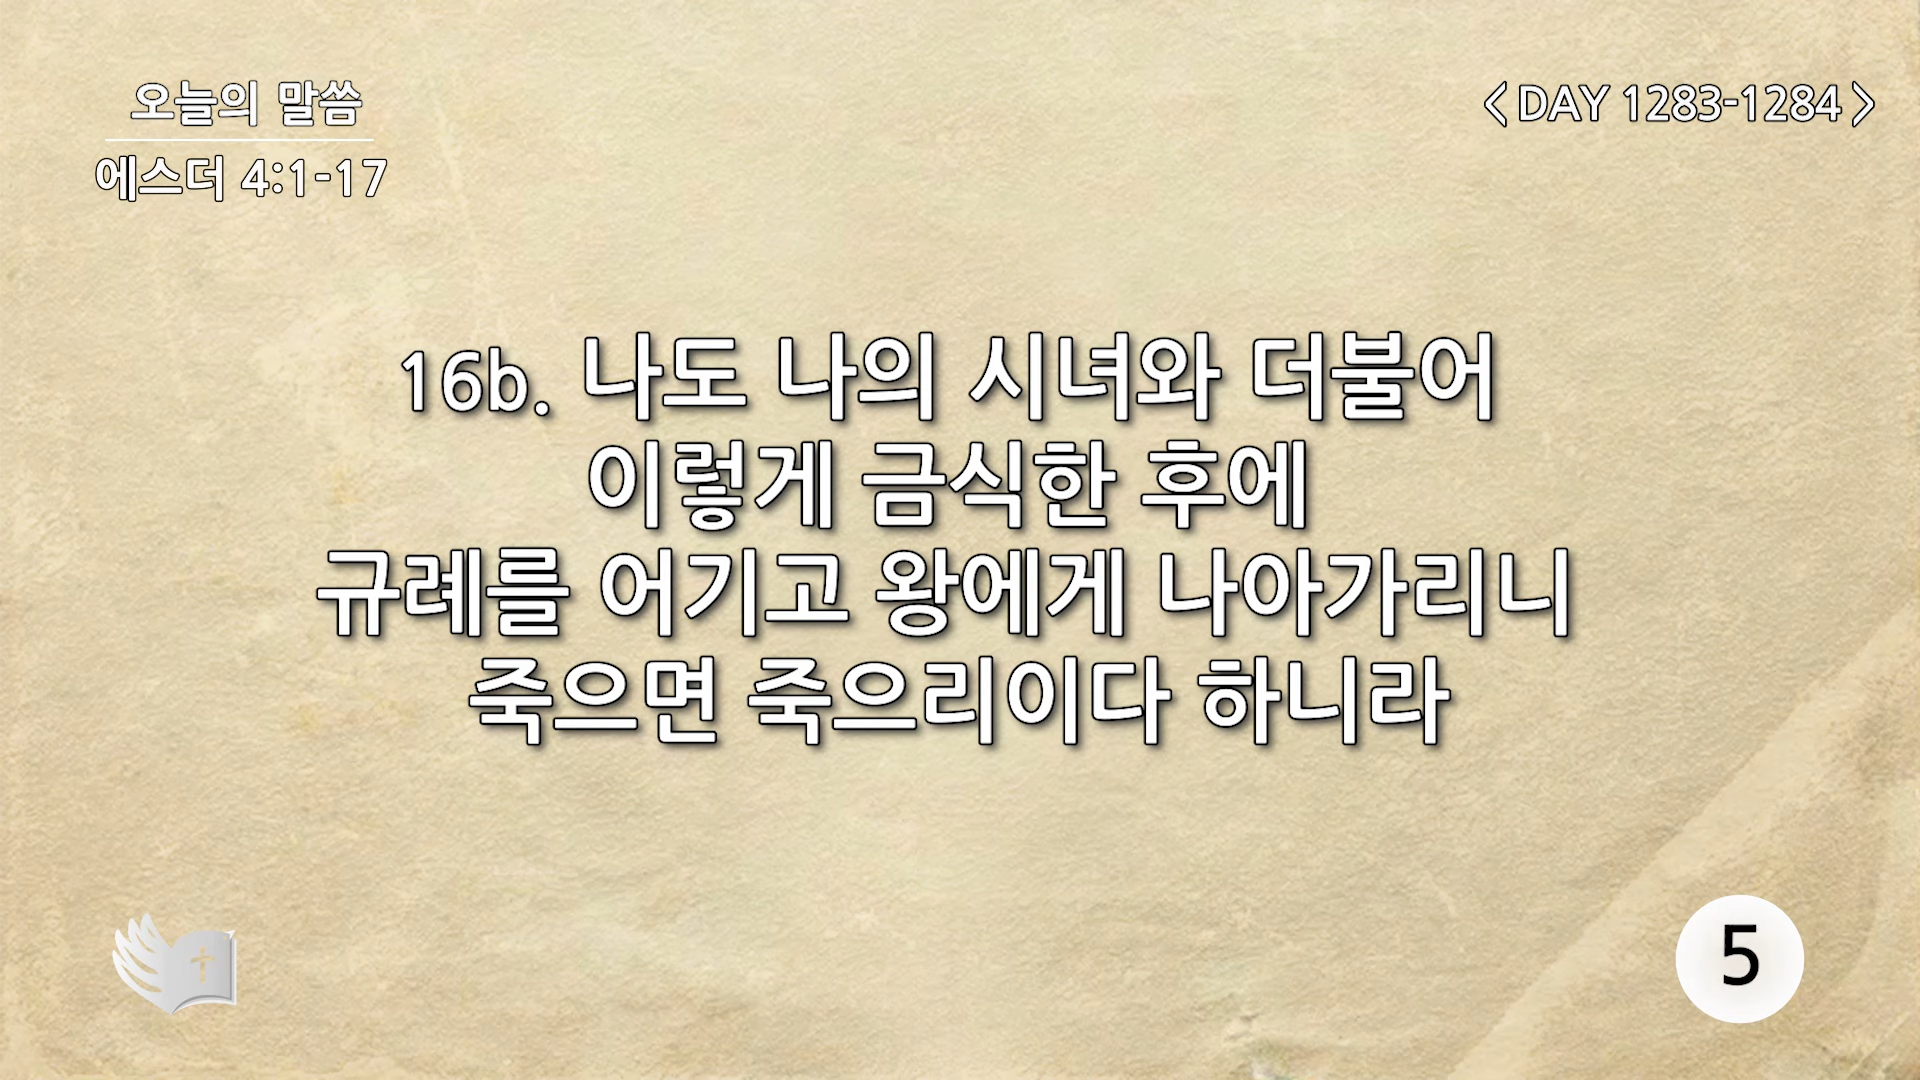 오늘의 말씀
에스더 4:1-17
<DAY 1283-1284>
16b. 나도 나의 시녀와 더불어
이렇게 금식한 후에
규례를 어기고 왕에게 나아가리니
죽으면 죽으리이다 하니라
5